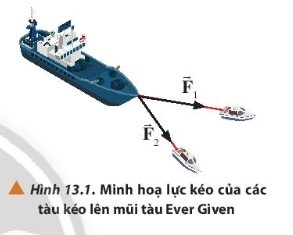 F₁
F₂
▲ Hình 13.1. Minh hoạ lực kéo của các
tàu kéo lên mũi tàu Ever Given